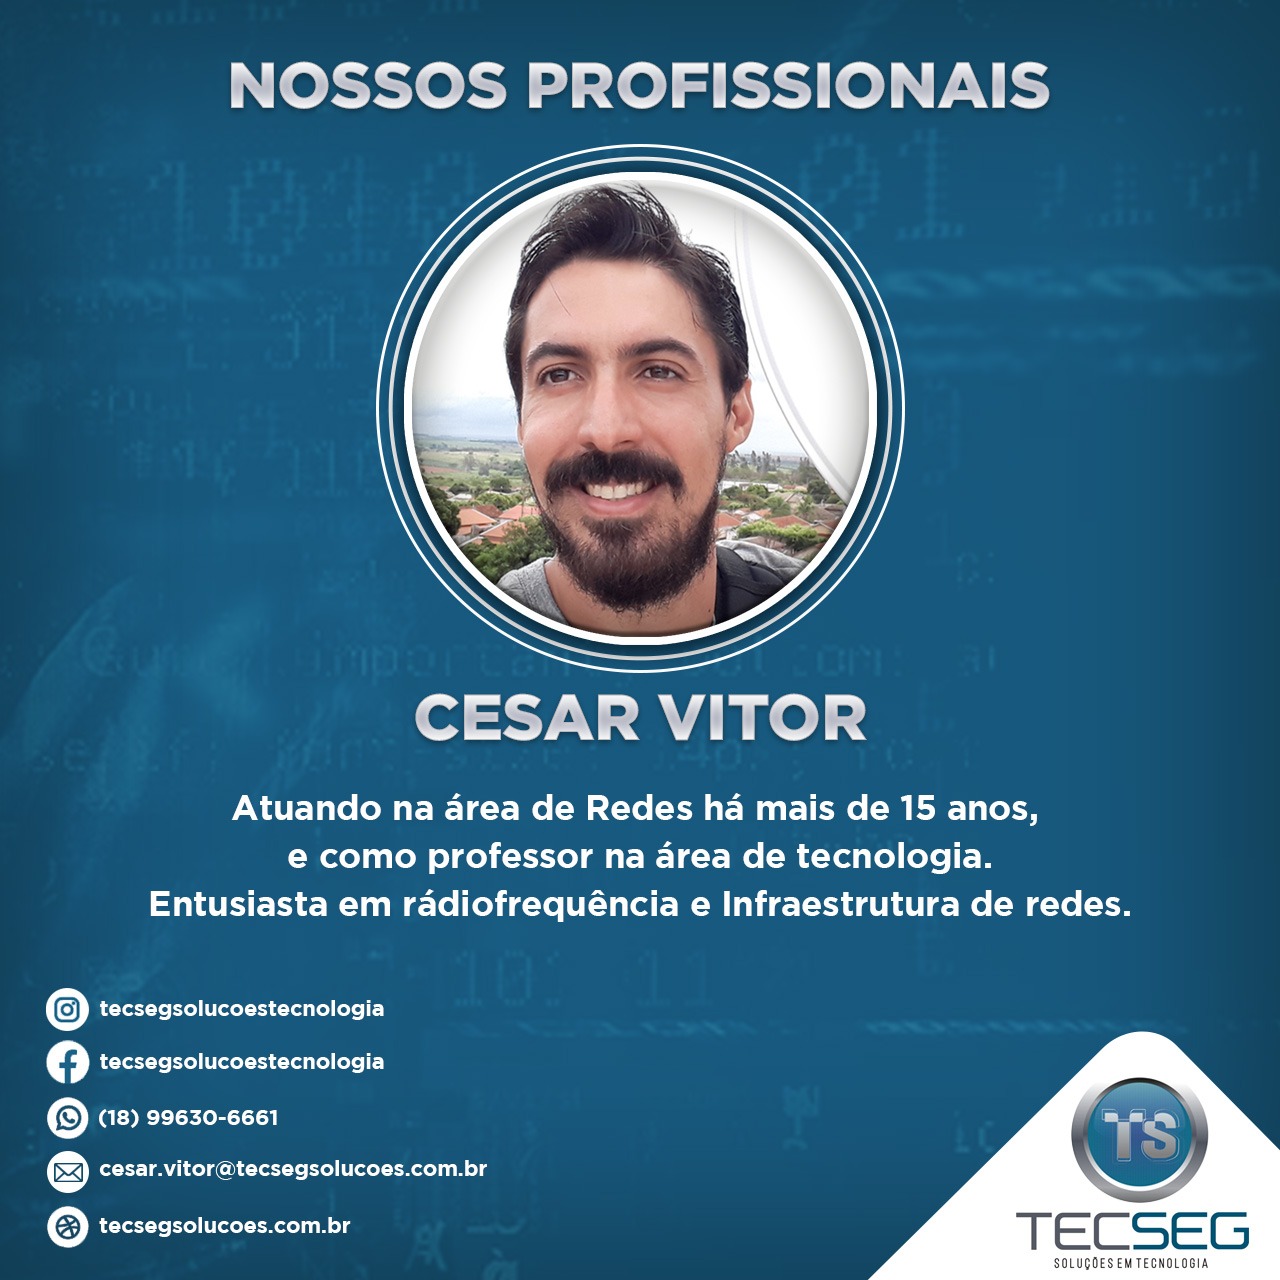 NOSSOS PROFISSIONAIS
CESAR VITOR
Atuando na área de Redes há mais de 15 anos,
e como professor na área de tecnologia.
Entusiasta em rádiofrequência e Infraestrutura de redes.
tecsegsolucoestecnologia
tecsegsolucoestecnologia
(18) 99630-6661
cesar.vitor@tecsegsolucoes.com.br
tecsegsolucoes.com.br
TS
TECSEG
SOLUÇÕES EM TECNOLOGIA